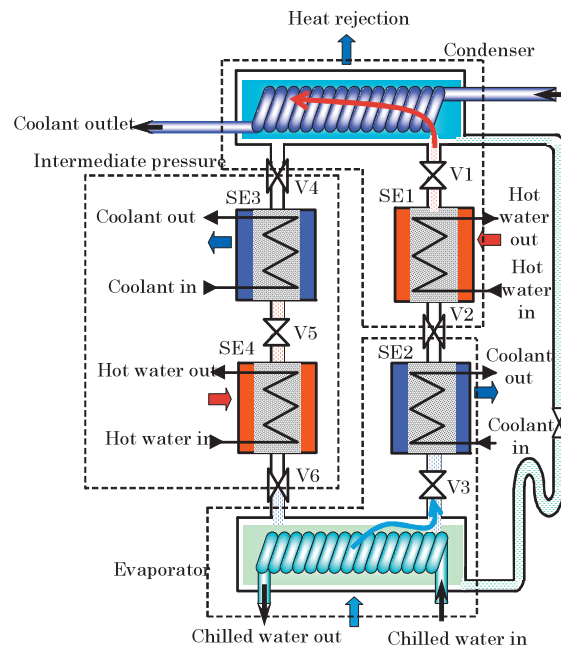 Heat rejection
Condenser
Coolant outlet
Intermediate pressure
V4
V1
SE3
SE1
Coolant out
Hot
water
out
Coolant in
Hot
water
in
V5
V2
SE4
SE2
Hot water out
Coolant
out
Hot water in
Coolant
in
V6
V3
Evaporator
Chilled water out
Chilled water in